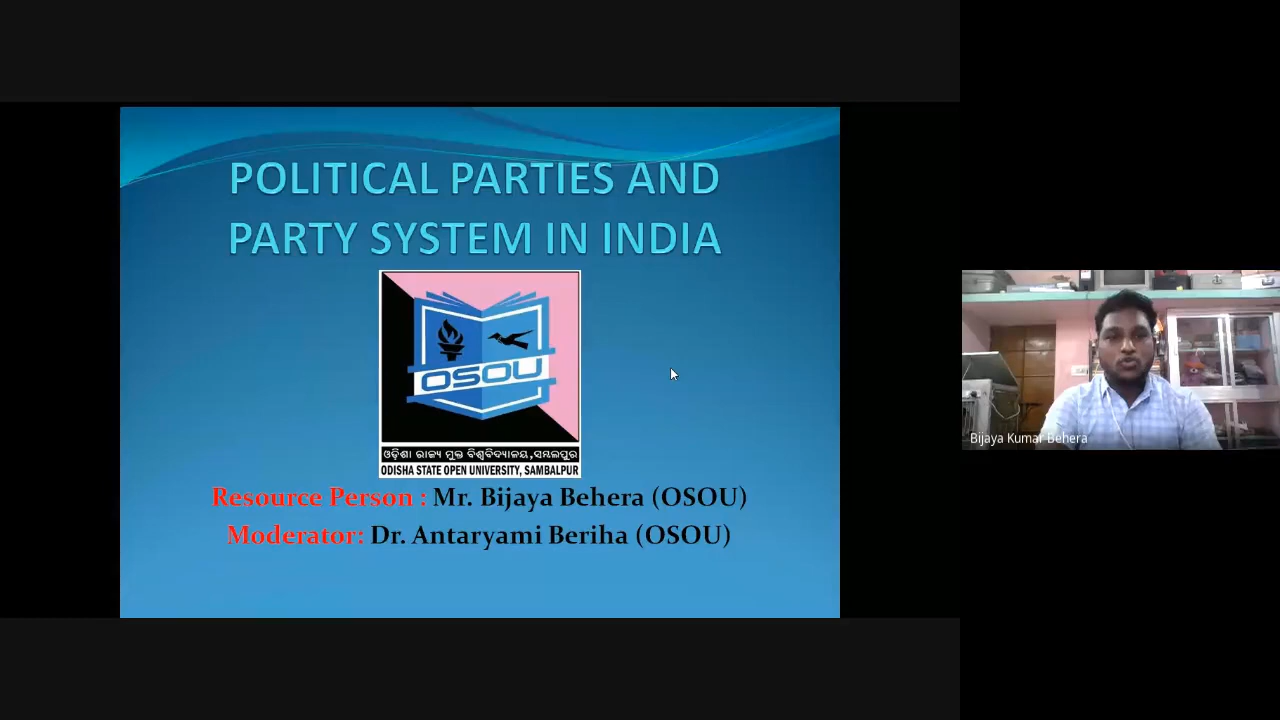 POLITICAL PARTIES AND
PARTY SYSTEM IN INDIA
OSOU
ଓଡ଼ିଶା ରାଜ୍ୟ ମୁକ୍ତ ବିଶ୍ୱବିଦ୍ୟାଳୟ, ସମ୍ବଲପୁର
ODISHA STATE OPEN UNIVERSITY, SAMBALPUR
Resource Person : Mr. Bijaya Behera (OSOU)
Moderator: Dr. Antaryami Beriha (OSOU)
Bijaya Kumar Behera